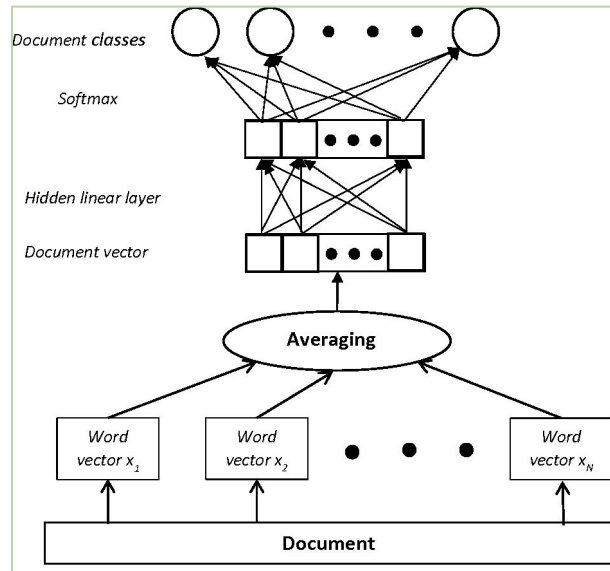 Document classes
Softmax
Hidden linear layer
Document vector
Averaging
Word
vector x1
Word
vector x2
Word
vector xN
Document